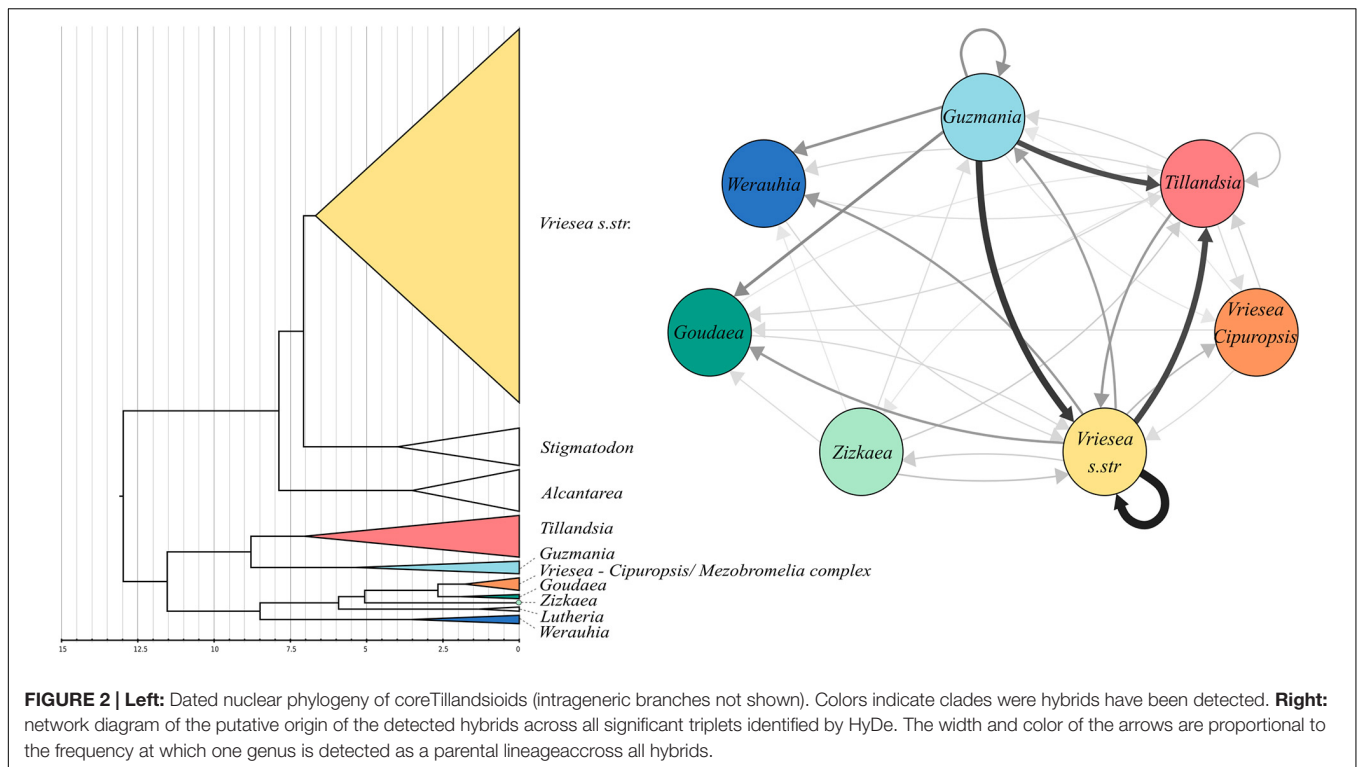 Vriesea s.str.
Stigmatodon
Alcantarea
Tillandsia
Guzmania
Vriesea - Cipuropsis/ Mezobromelia complex
Goudaea
Zizkaea
Lutheria
Werauhia
15 12.5 10 7.5 5 2.5 0
Guzmania
Werauhia
Tillandsia
Goudaea
Vriesea
Cipuropsis
Zizkaea
Vriesea
s.str
FIGURE 2 | Left: Dated nuclear phylogeny of coreTillandsioids (intrageneric branches not shown). Colors indicate clades were hybrids have been detected. Right:
network diagram of the putative origin of the detected hybrids across all significant triplets identified by HyDe. The width and color of the arrows are proportional to
the frequency at which one genus is detected as a parental lineageaccross all hybrids.